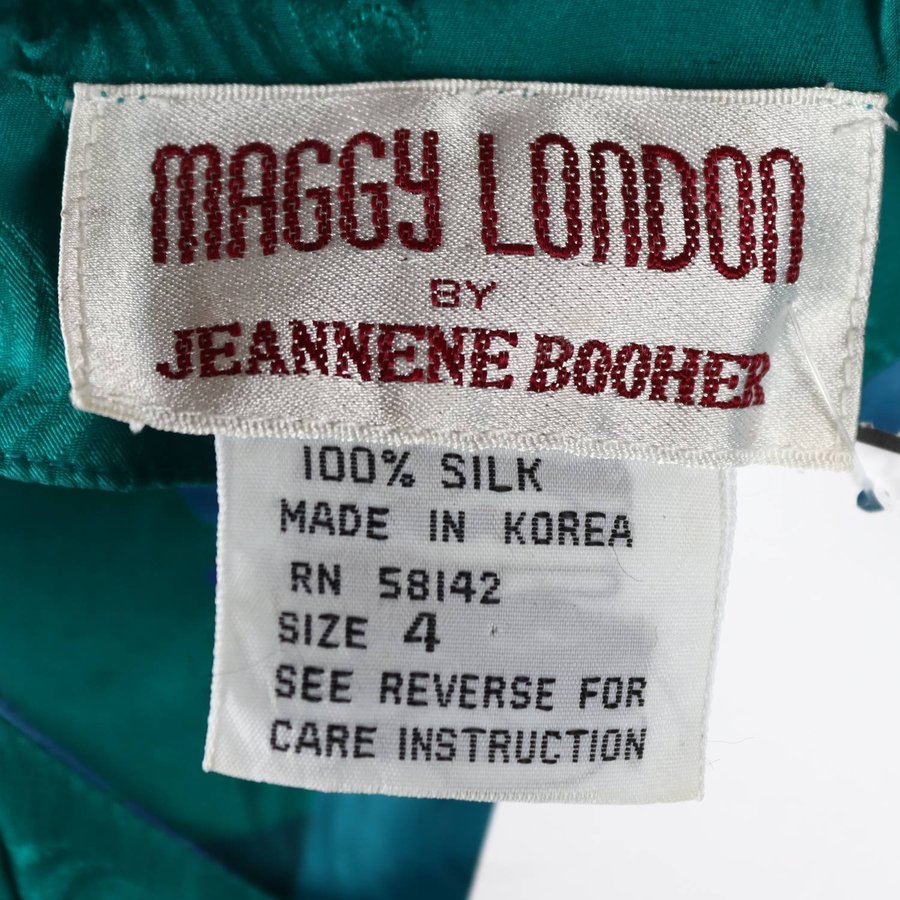 MAGGY LONDON
BY
JEANNENE BOOHER
100% SILK
MADE IN KOREA
RN 58142
SIZE 4
SEE REVERSE FOR
CARE INSTRUCTION